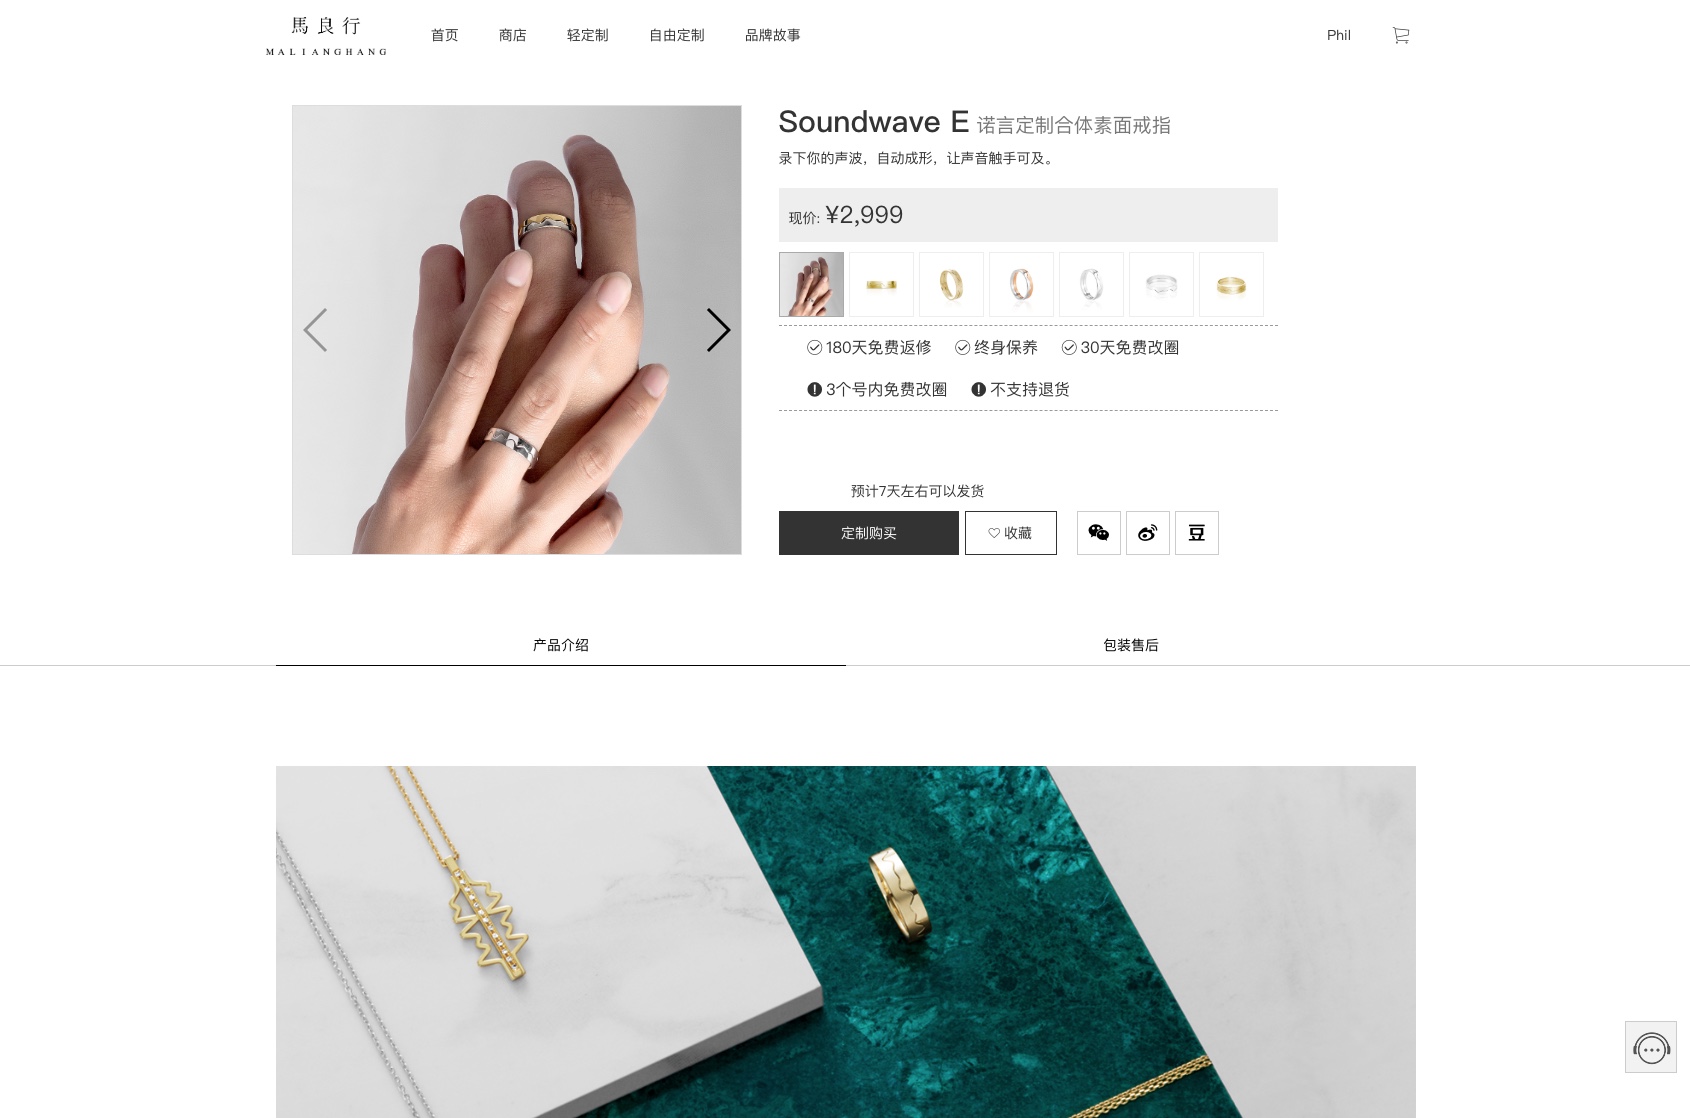 馬良行
MALIANGHANG
首页 商店 轻定制 自由定制 品牌故事 Phil
Soundwave E 诺言定制合体素面戒指
录下你的声波，自动成形，让声音触手可及。
现价: ¥2,999
180天免费返修 终身保养 30天免费改圈
3个号内免费改圈 不支持退货
预计7天左右可以发货
定制购买 ♡ 收藏 豆
产品介绍 包装售后